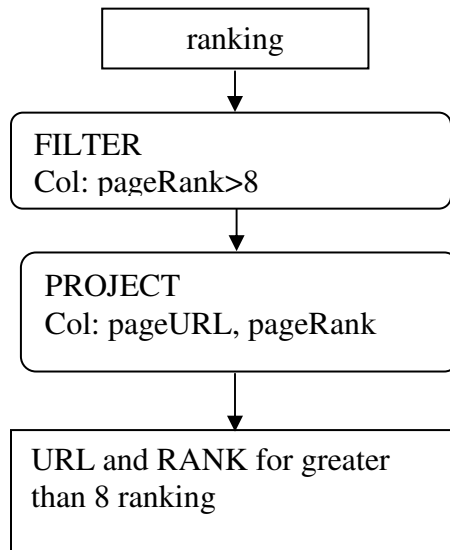 ranking
FILTER
Col: pageRank>8
PROJECT
Col: pageURL, pageRank
URL and RANK for greater
than 8 ranking